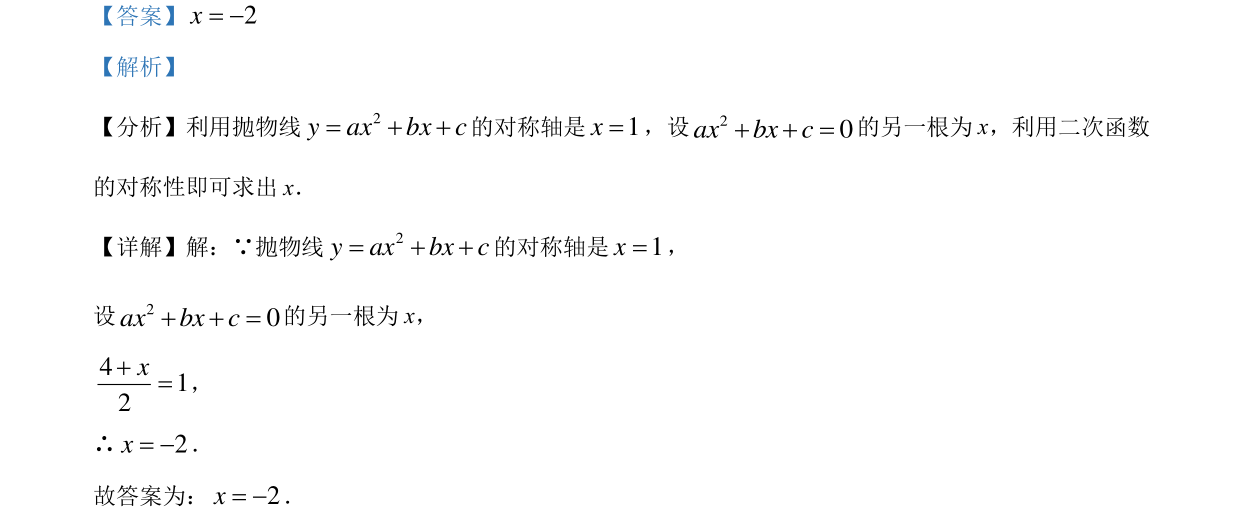 【答案】x = −2
【解析】
【分析】利用抛物线 y = ax² + bx + c 的对称轴是 x = 1，设 ax² + bx + c = 0 的另一根为 x，利用二次函数
的对称性即可求出 x．
【详解】解：∵抛物线 y = ax² + bx + c 的对称轴是 x = 1，
设 ax² + bx + c = 0 的另一根为 x，
(4 + x)/2 = 1，
∴ x = −2．
故答案为：x = −2．